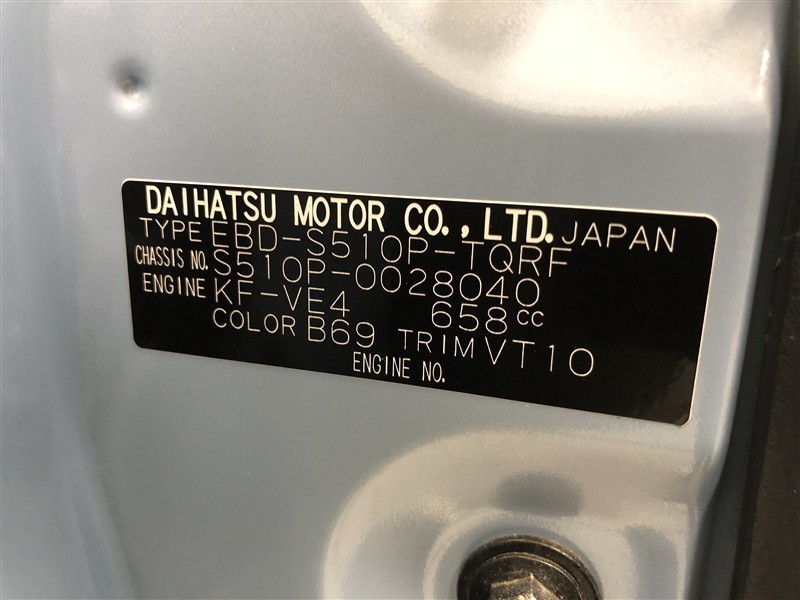 DAIHATSU MOTOR CO., LTD. JAPAN
TYPE EBD-S510P-TQRF
CHASSIS NO. S510P-0028040
ENGINE KF-VE4 658cc
COLOR B69 TRIM VT10
ENGINE NO.